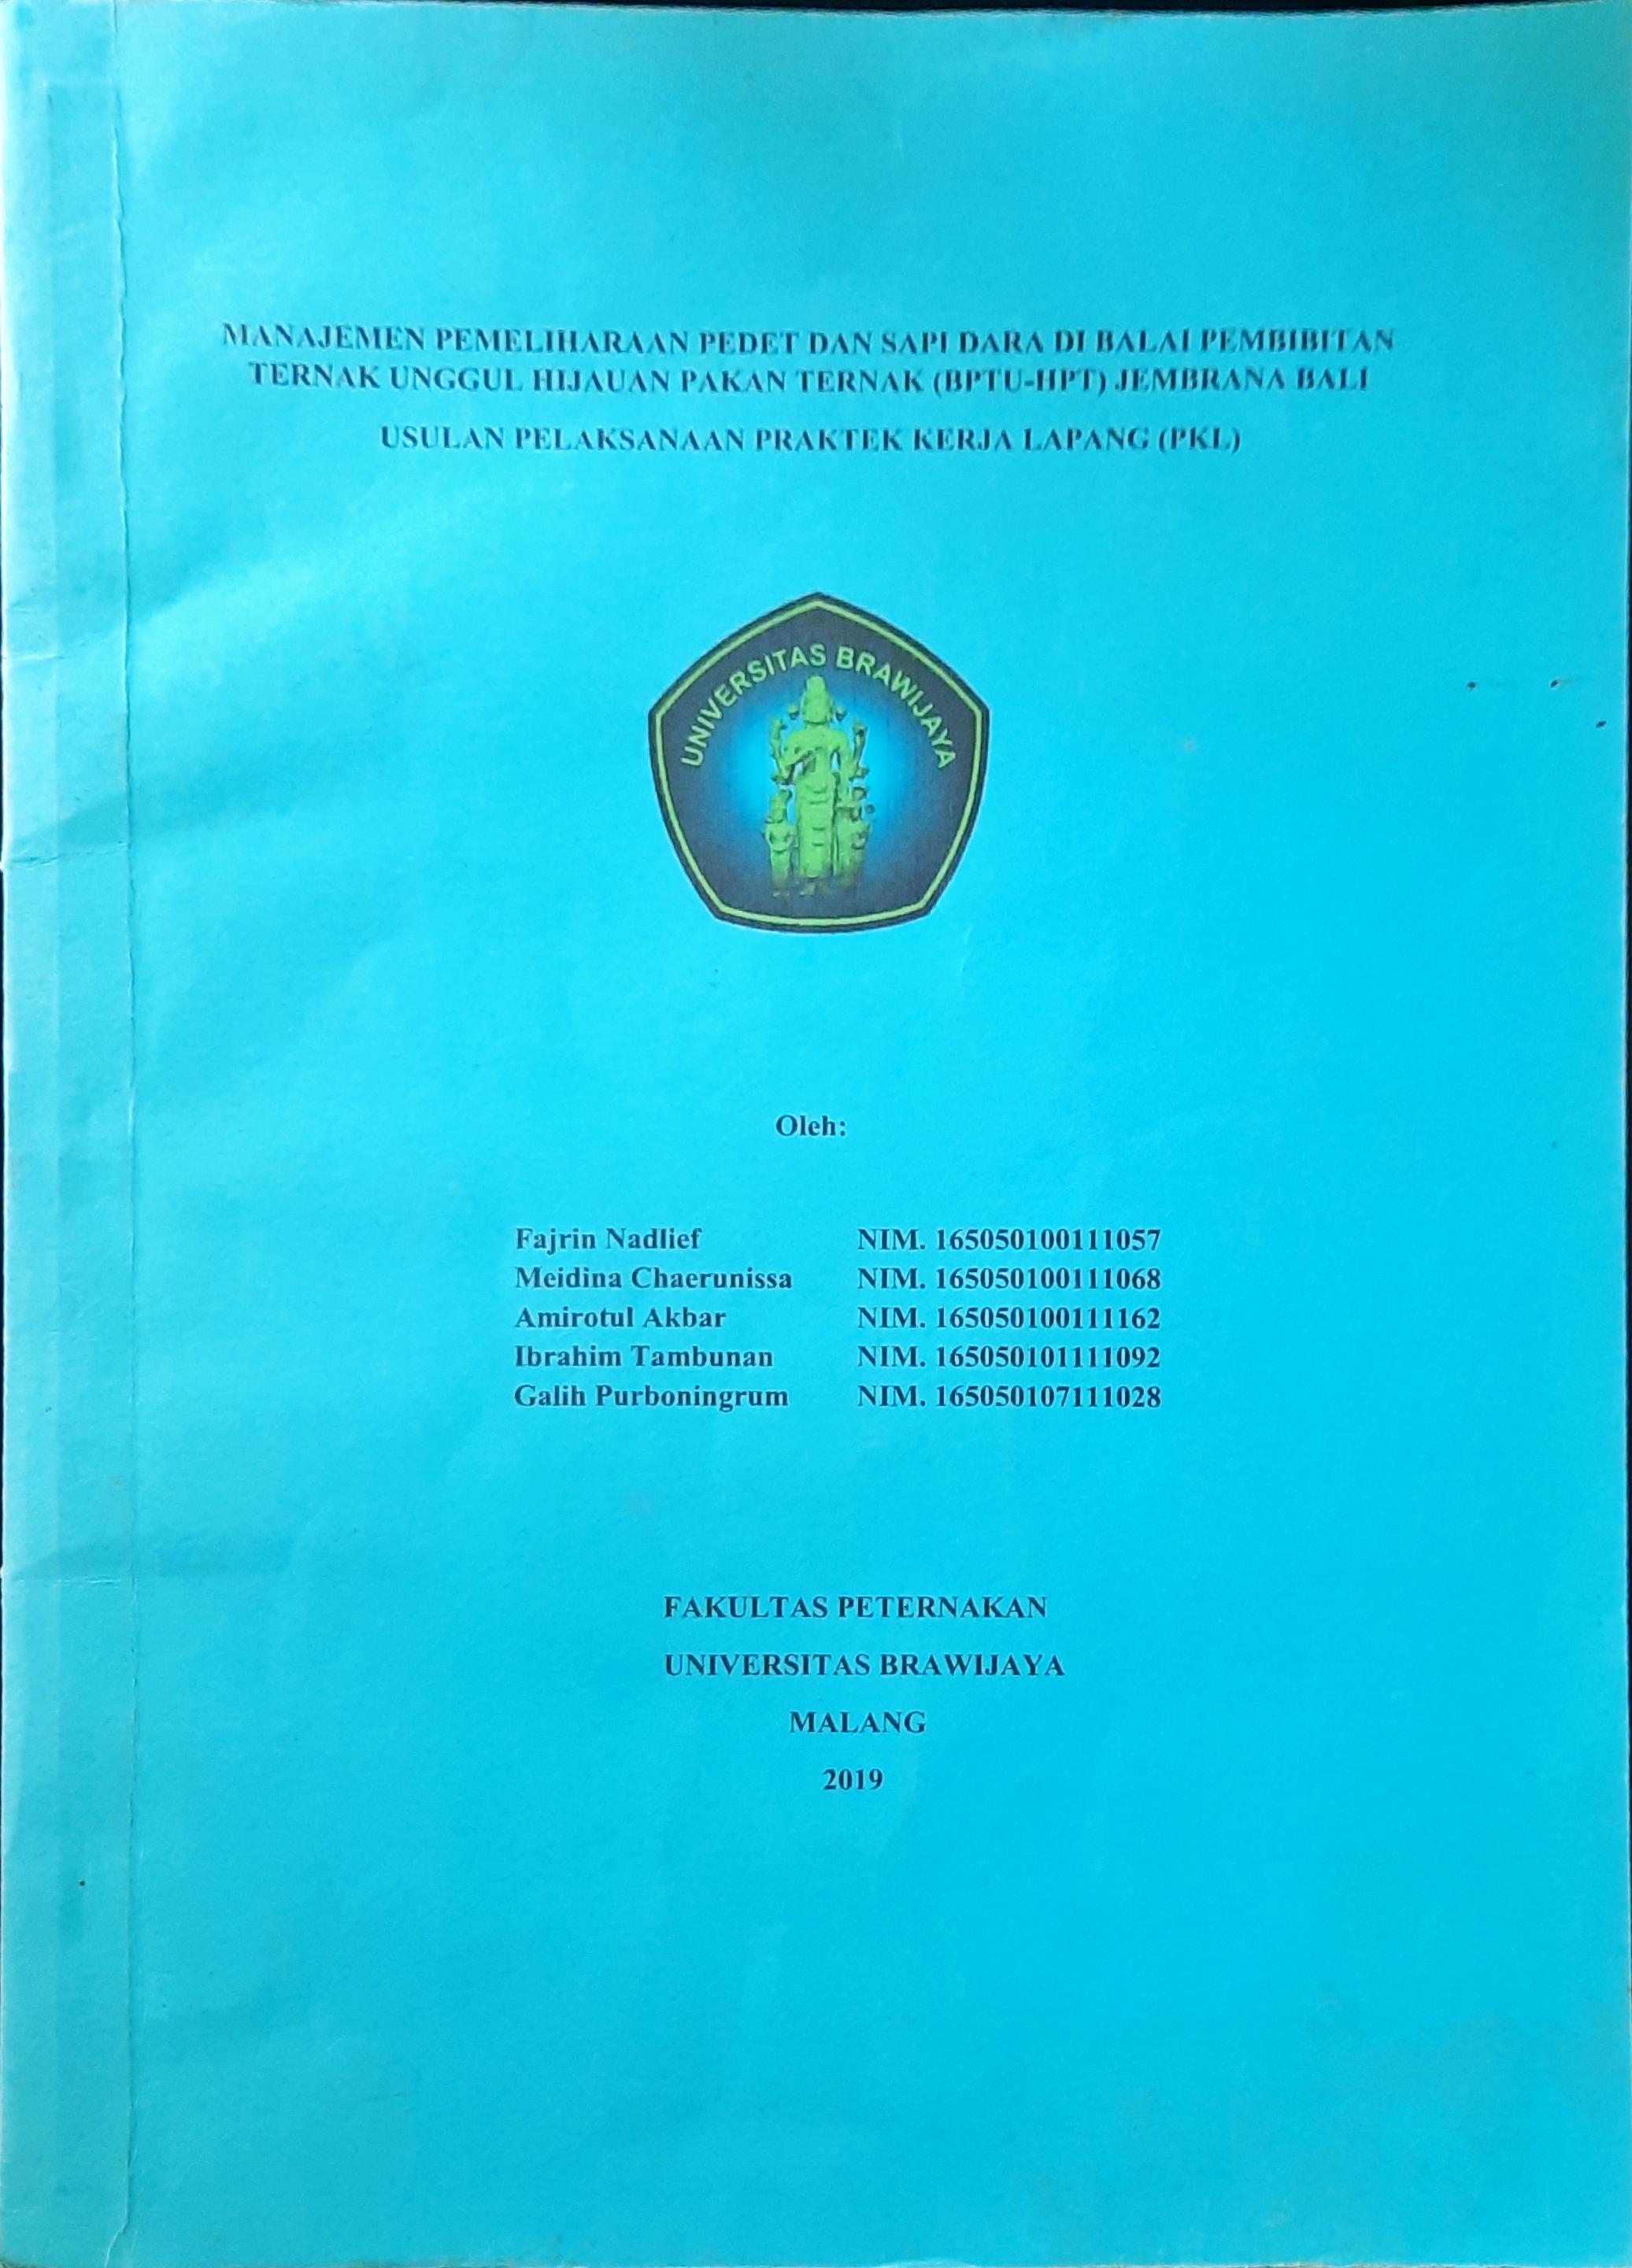 MANAJEMEN PEMELIHARAAN PEDET DAN SAPI DARA DI BALAI PEMBIBITAN
TERNAK UNGGUL HIJAUAN PAKAN TERNAK (BPTU-HPT) JEMBRANA BALI
USULAN PELAKSANAAN PRAKTEK KERJA LAPANG (PKL)
UNIVERSITAS BRAWIJAYA
Oleh:
Fajrin Nadlief NIM. 165050100111057
Meidina Chaerunissa NIM. 165050100111068
Amirotul Akbar NIM. 165050100111162
Ibrahim Tambunan NIM. 165050101111092
Galih Purboningrum NIM. 165050107111028
FAKULTAS PETERNAKAN
UNIVERSITAS BRAWIJAYA
MALANG
2019